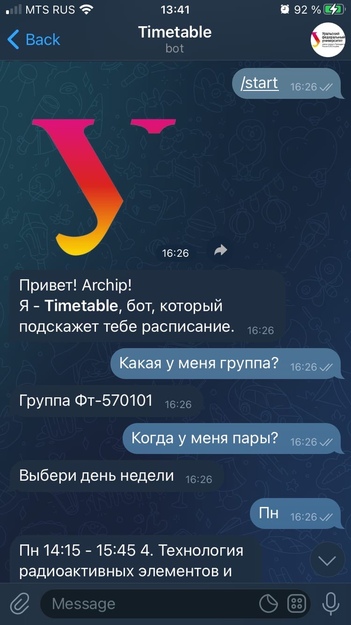 MTS RUS 13:41 92 %
Back
Timetable
bot
/start 16:26
У
16:26
Привет! Archip!
Я - Timetable, бот, который
подскажет тебе расписание. 16:26
Какая у меня группа? 16:26
Группа Фт-570101 16:26
Когда у меня пары? 16:26
Выбери день недели 16:26
Пн 16:26
Пн 14:15 - 15:45 4. Технология
радиоактивных элементов и
Message